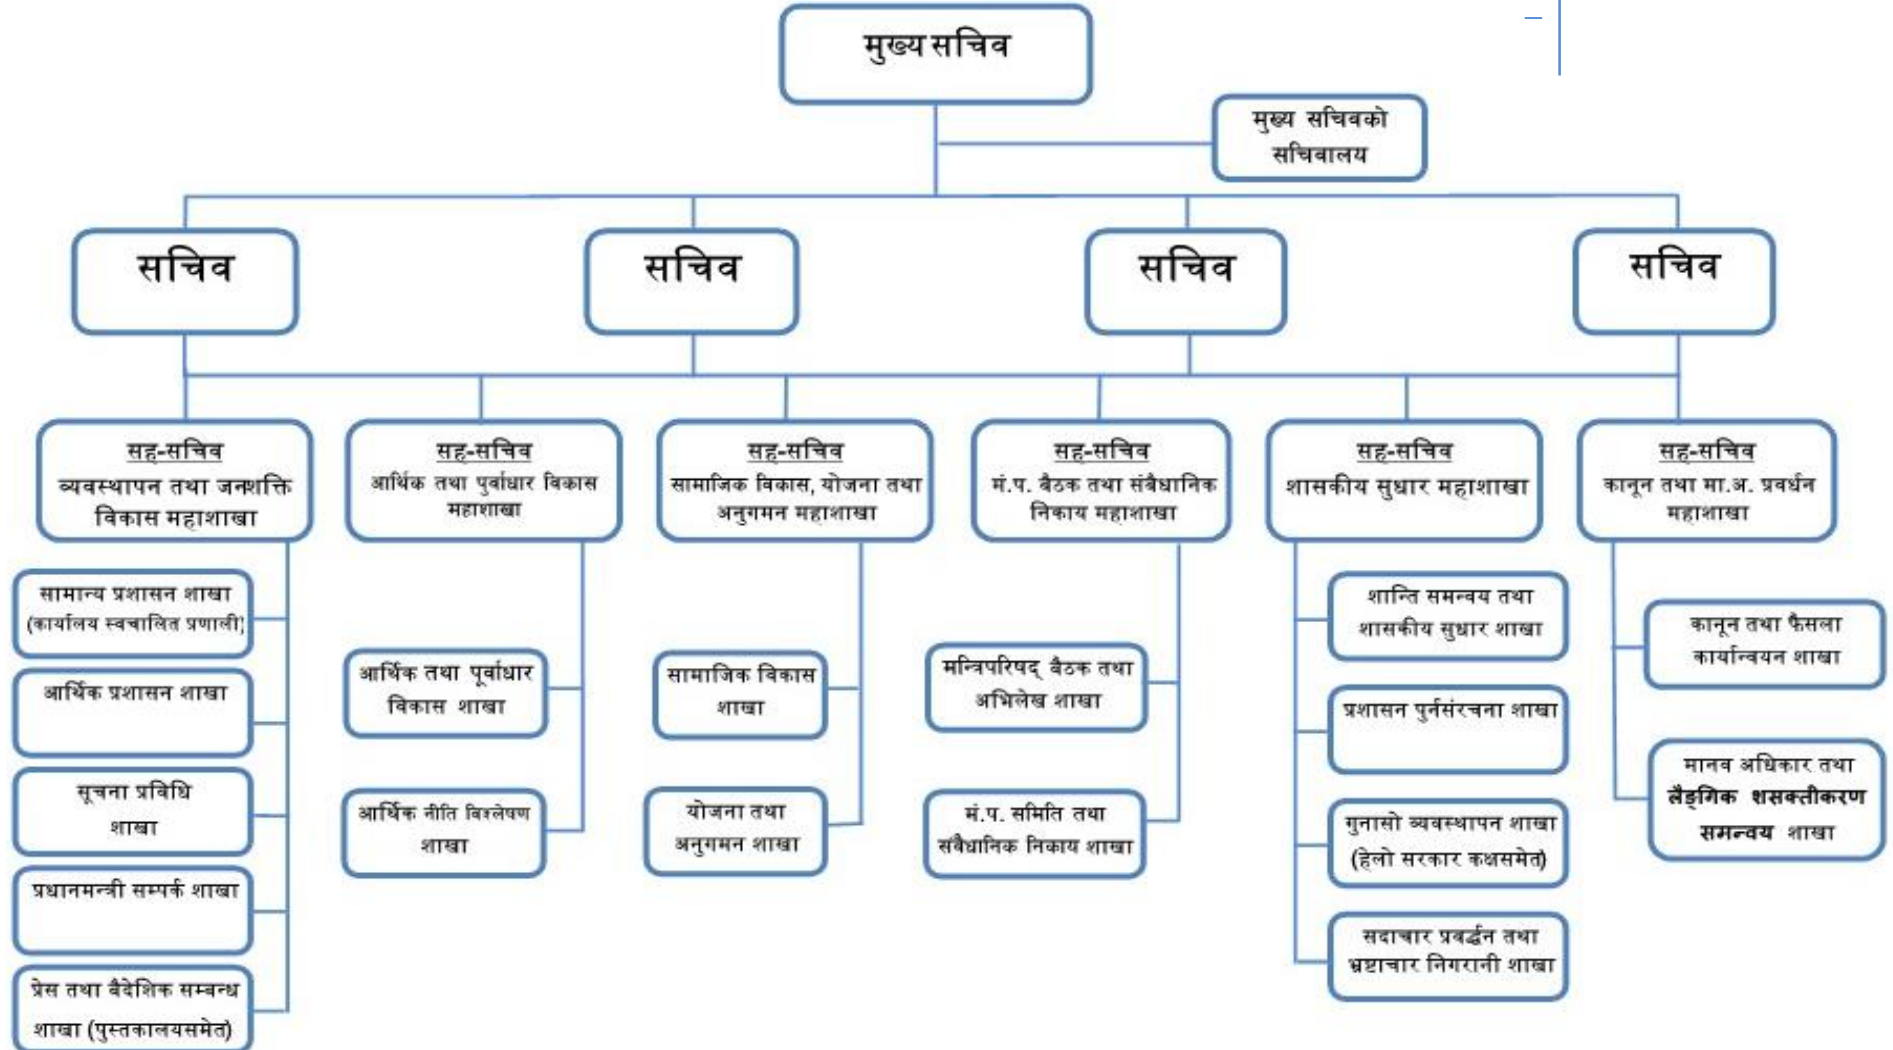 मुख्य सचिव
मुख्य सचिवको
सचिवालय
सचिव
सचिव
सचिव
सचिव
सह-सचिव
व्यवस्थापन तथा जनशक्ति
विकास महाशाखा
सह-सचिव
आर्थिक तथा पुर्वाधार विकास
महाशाखा
सह-सचिव
सामाजिक विकास, योजना तथा
अनुगमन महाशाखा
सह-सचिव
मं.प. बैठक तथा संबैधानिक
निकाय महाशाखा
सह-सचिव
शासकीय सुधार महाशाखा
सह-सचिव
कानून तथा मा.अ. प्रवर्धन
महाशाखा
सामान्य प्रशासन शाखा
(कार्यालय स्वचालित प्रणाली)
आर्थिक प्रशासन शाखा
सूचना प्रविधि
शाखा
प्रधानमन्त्री सम्पर्क शाखा
प्रेस तथा बैदेशिक सम्बन्ध
शाखा (पुस्तकालयसमेत)
आर्थिक तथा पूर्वाधार
विकास शाखा
आर्थिक नीति विश्लेषण
शाखा
सामाजिक विकास
शाखा
योजना तथा
अनुगमन शाखा
मन्त्रिपरिषद् बैठक तथा
अभिलेख शाखा
मं.प. समिति तथा
संबैधानिक निकाय शाखा
शान्ति समन्वय तथा
शासकीय सुधार शाखा
प्रशासन पुर्नसंरचना शाखा
गुनासो व्यवस्थापन शाखा
(हेलो सरकार कक्षसमेत)
सदाचार प्रवर्द्धन तथा
भ्रष्टाचार निगरानी शाखा
कानून तथा फैसला
कार्यान्वयन शाखा
मानव अधिकार तथा
लैङ्गिक शसक्तीकरण
समन्वय शाखा